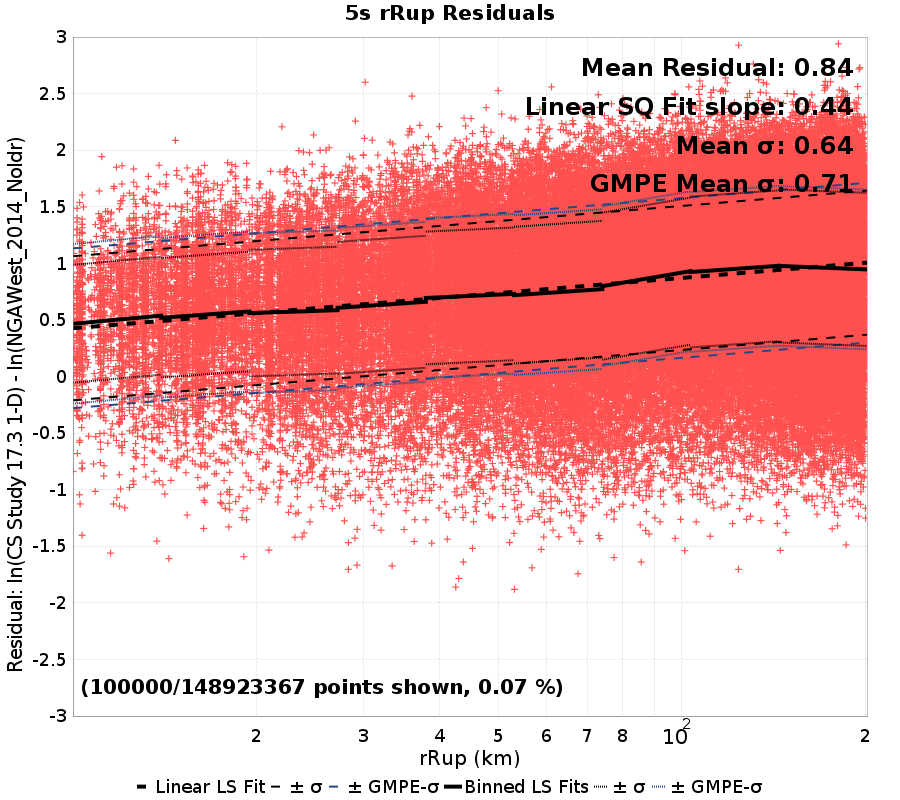 5s rRup Residuals
3
2.5
2
1.5
1
0.5
0
-0.5
-1
-1.5
-2
-2.5
-3
Residual: ln(CS Study 17.3 1-D) - ln(NGAWest_2014_NoIdr)
Mean Residual: 0.84
Linear SQ Fit slope: 0.44
Mean σ: 0.64
GMPE Mean σ: 0.71
(100000/148923367 points shown, 0.07 %)
2 3 4 5 6 7 8 10² 2
rRup (km)
Linear LS Fit ± σ ± GMPE-σ Binned LS Fits ± σ ± GMPE-σ